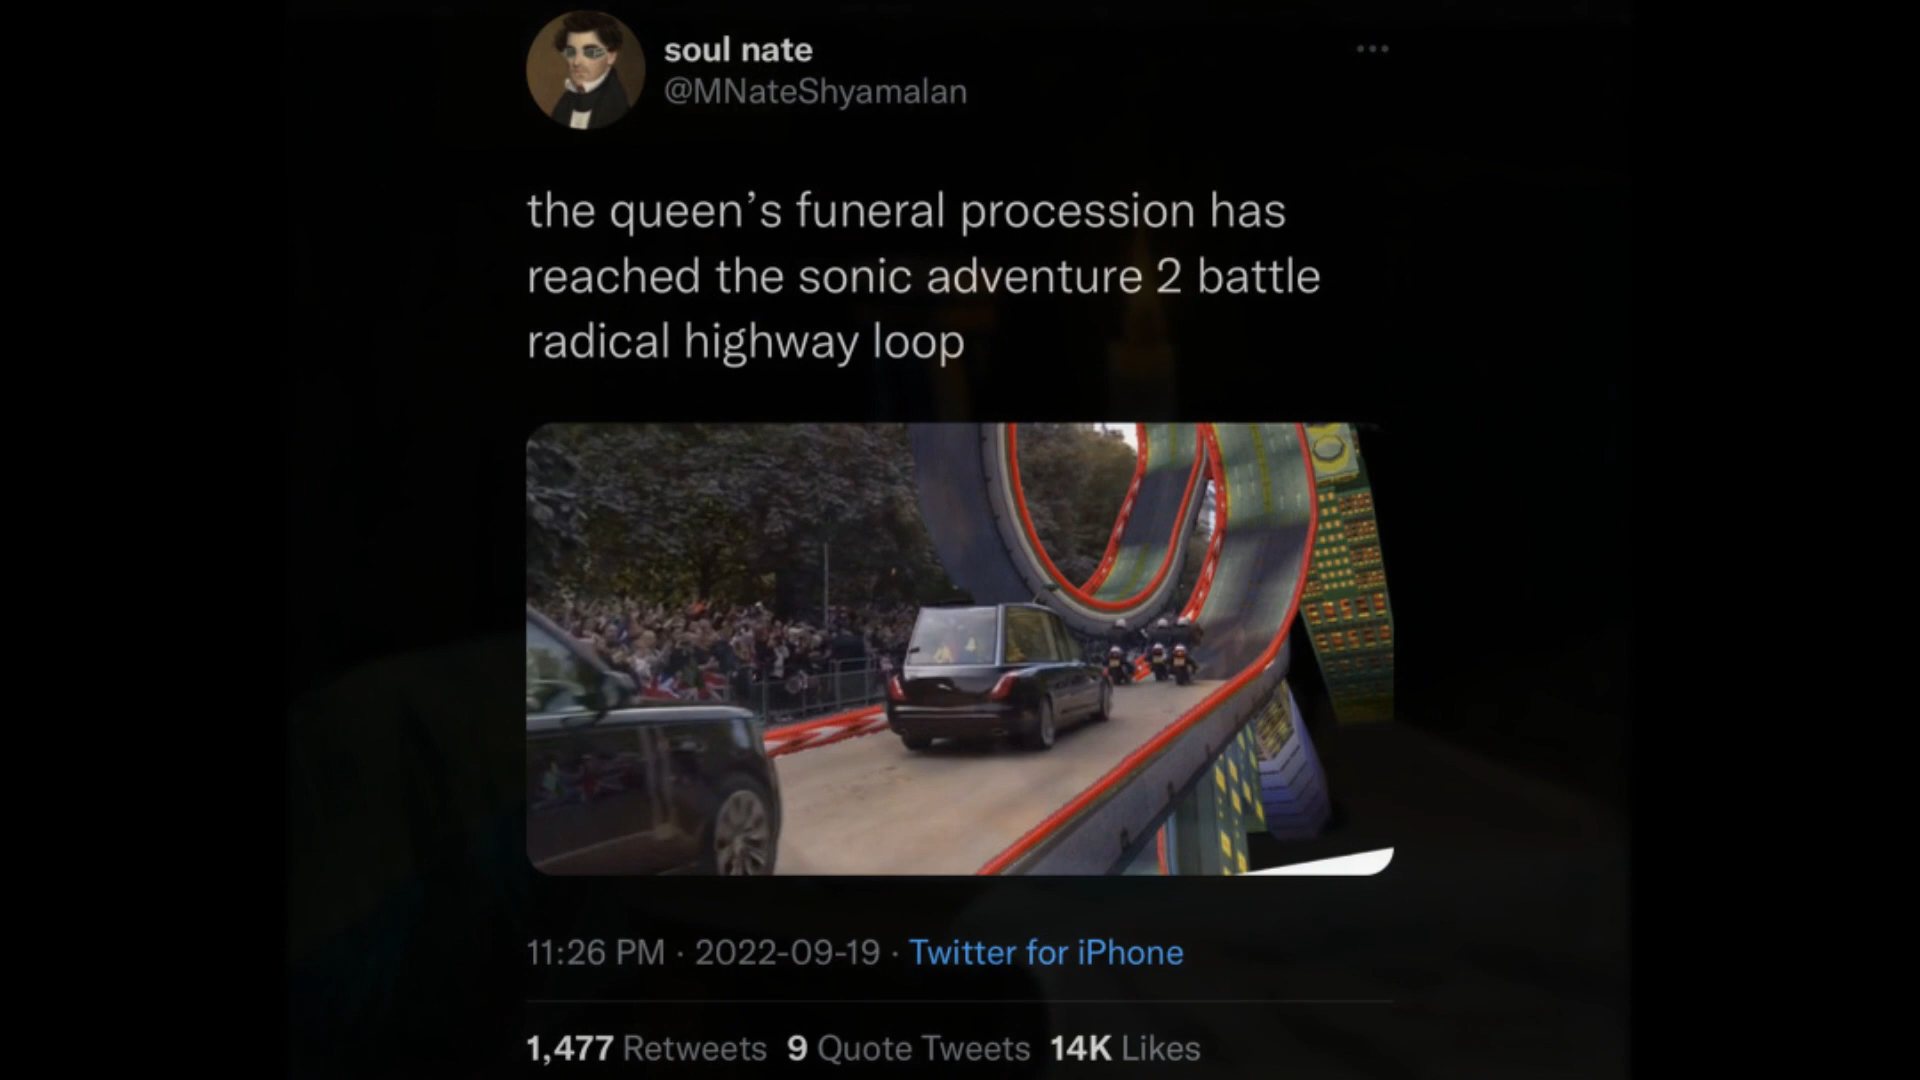 soul nate
@MNateShyamalan
the queen’s funeral procession has
reached the sonic adventure 2 battle
radical highway loop
11:26 PM · 2022-09-19 · Twitter for iPhone
1,477 Retweets 9 Quote Tweets 14K Likes